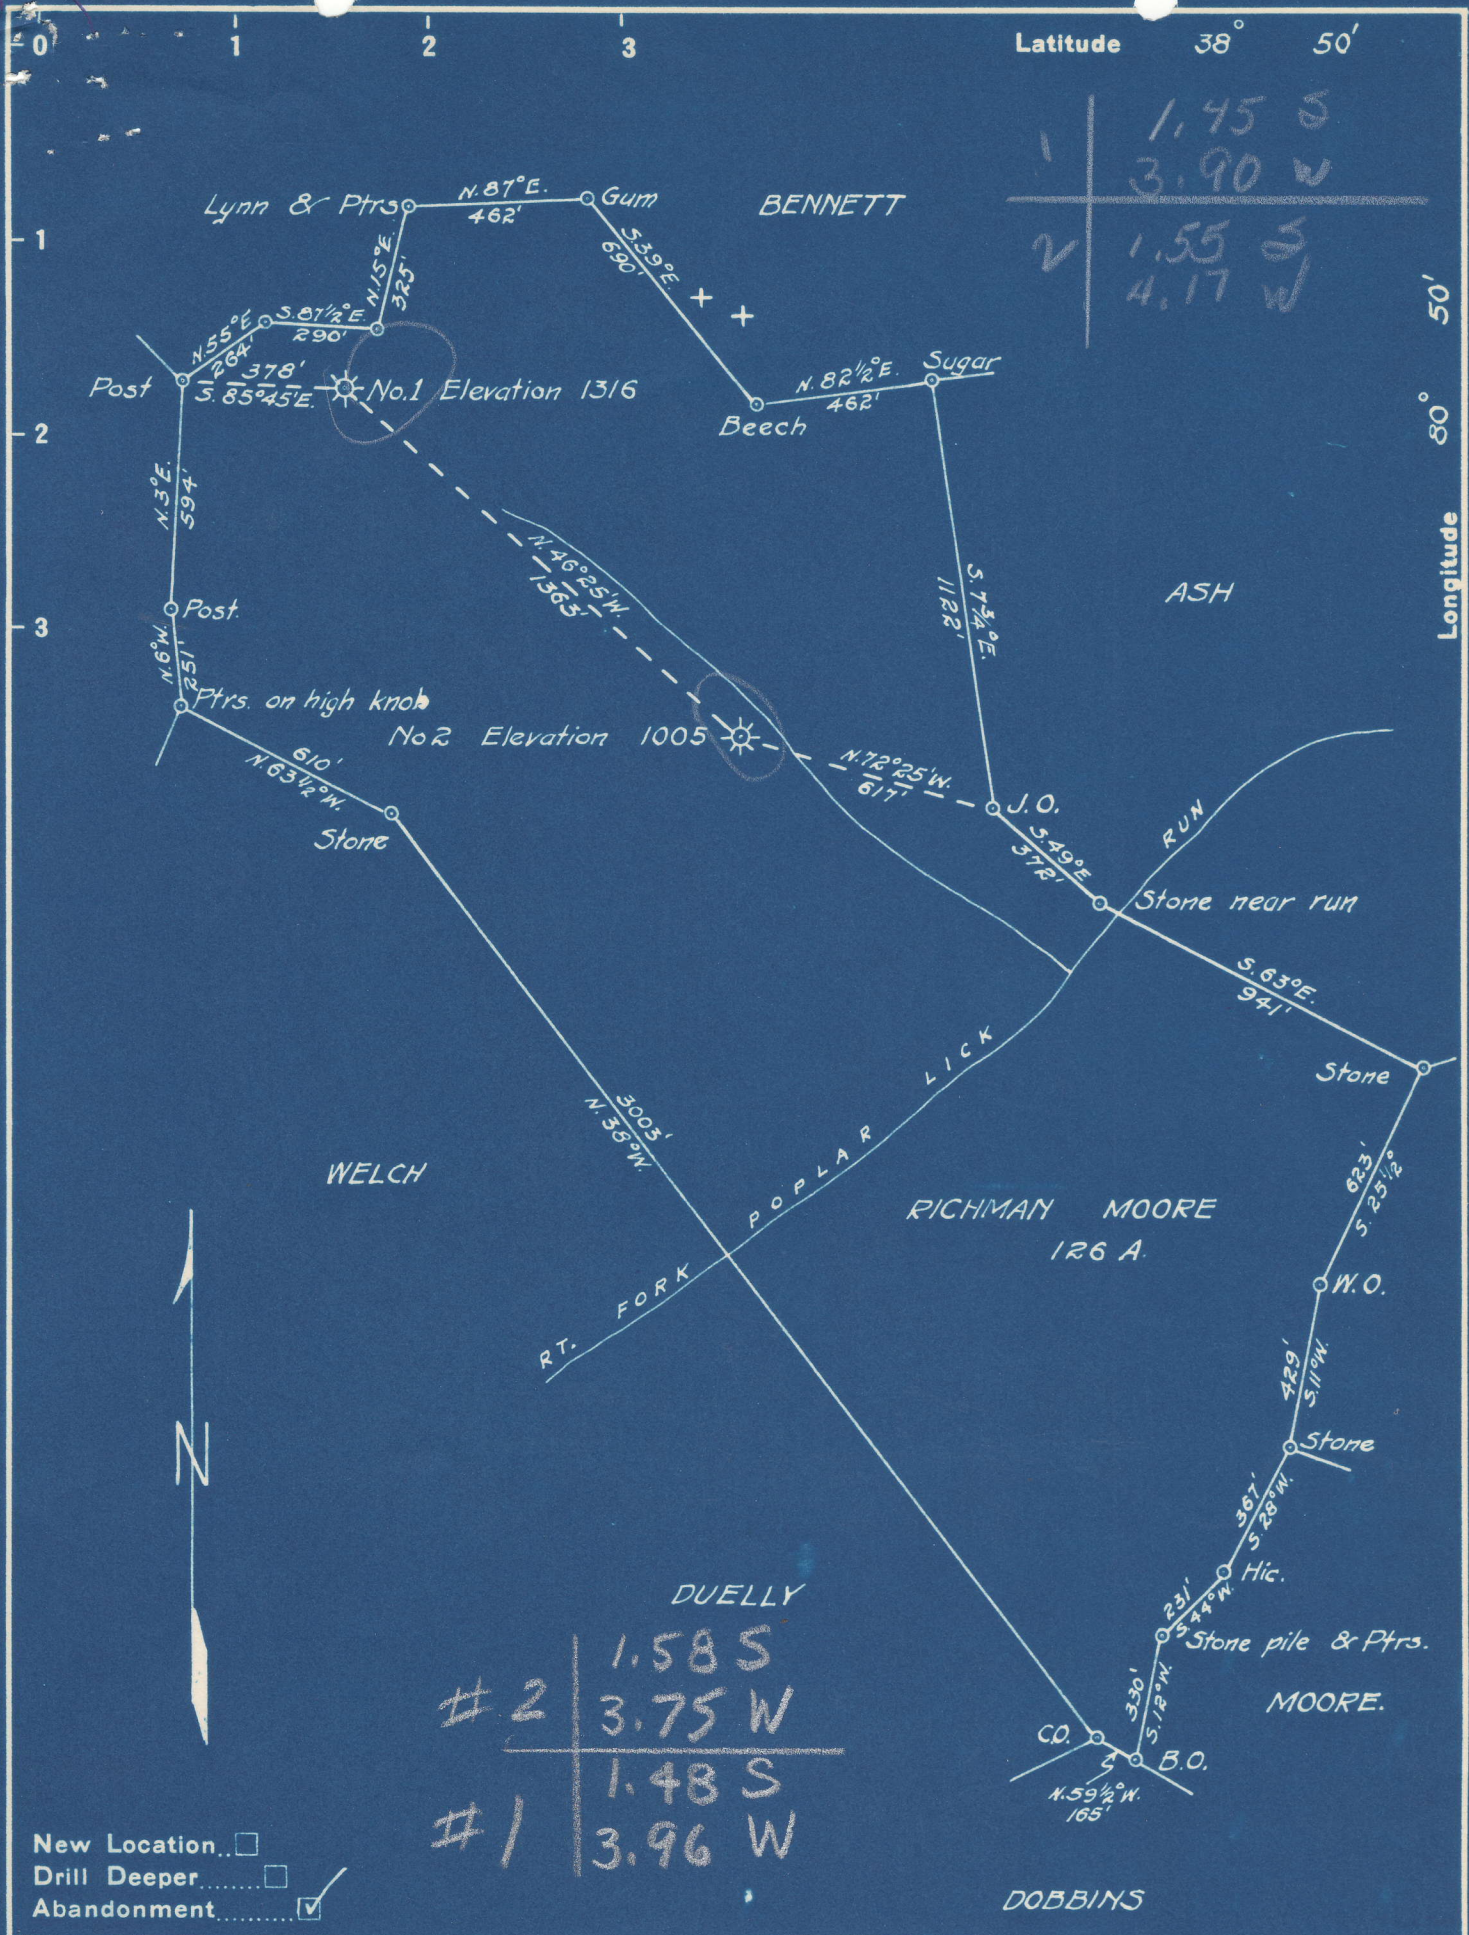 0 1 2 3 Latitude 38° 50'
1
2
3
Longitude 80° 50'
1 | 1.45 S
3.90 W
2 | 1.55 S
4.17 W
Lynn & Ptrs
N.87°E.
462'
Gum
BENNETT
N.15°E.
325'
S.39°E.
690'
S.87½°E.
290'
N.55°E
264'
Post
378'
S.85°45'E.
No.1 Elevation 1316
N.82½°E.
462'
Sugar
Beech
N.3°E.
594'
N.46°25'W.
1363'
S.7¾°E.
1122'
ASH
Post.
N.6°W.
251'
Ptrs. on high knob
No2 Elevation 1005
610'
N.63½°W.
Stone
N.72°25'W.
617'
J.O.
S.49°E
372'
Stone near run
S.63°E.
941'
Stone
RT. FORK POPLAR LICK RUN
3003'
N.38°W.
WELCH
RICHMAN MOORE
126 A.
623'
S.25½°
W.O.
429'
S.11°W.
Stone
367'
S.28°W.
Hic.
231'
S.44°W.
Stone pile & Ptrs.
330'
S.12°W.
MOORE.
C.O.
B.O.
N.59½°W.
165'
N
DUELLY
#2 | 1.58 S
3.75 W
#1 | 1.48 S
3.96 W
New Location..
Drill Deeper.......
Abandonment.........✓
DOBBINS